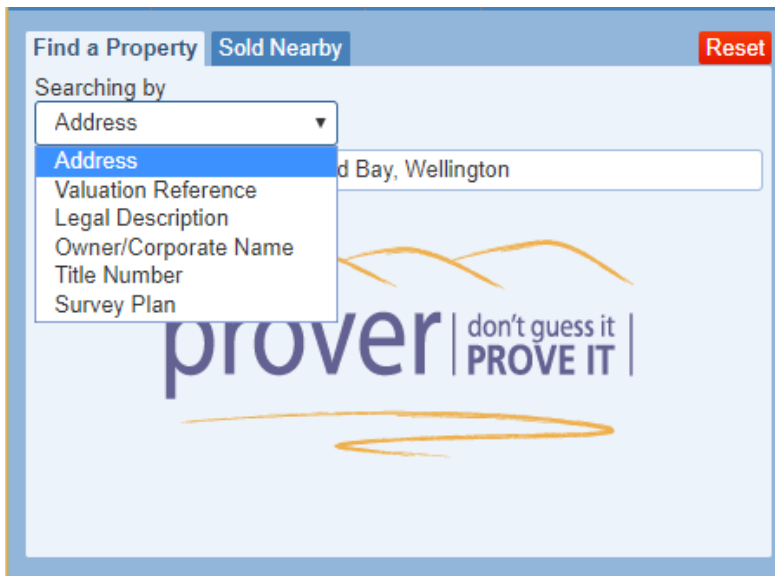 Find a Property Sold Nearby Reset
Searching by
Address
Address
Valuation Reference
Legal Description
Owner/Corporate Name
Title Number
Survey Plan
Bay, Wellington
prover
don't guess it
PROVE IT